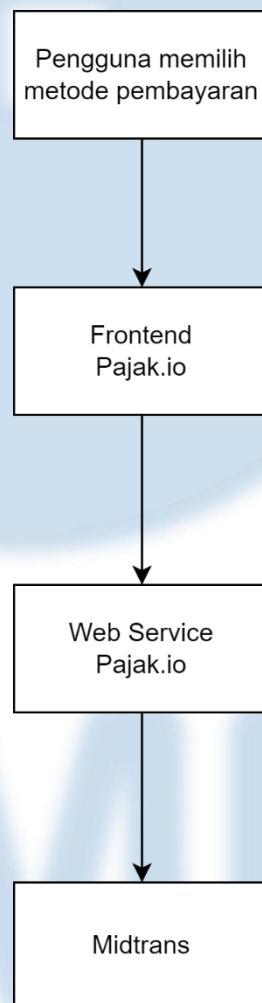 Pengguna memilih
metode pembayaran
Frontend
Pajak.io
Web Service
Pajak.io
Midtrans